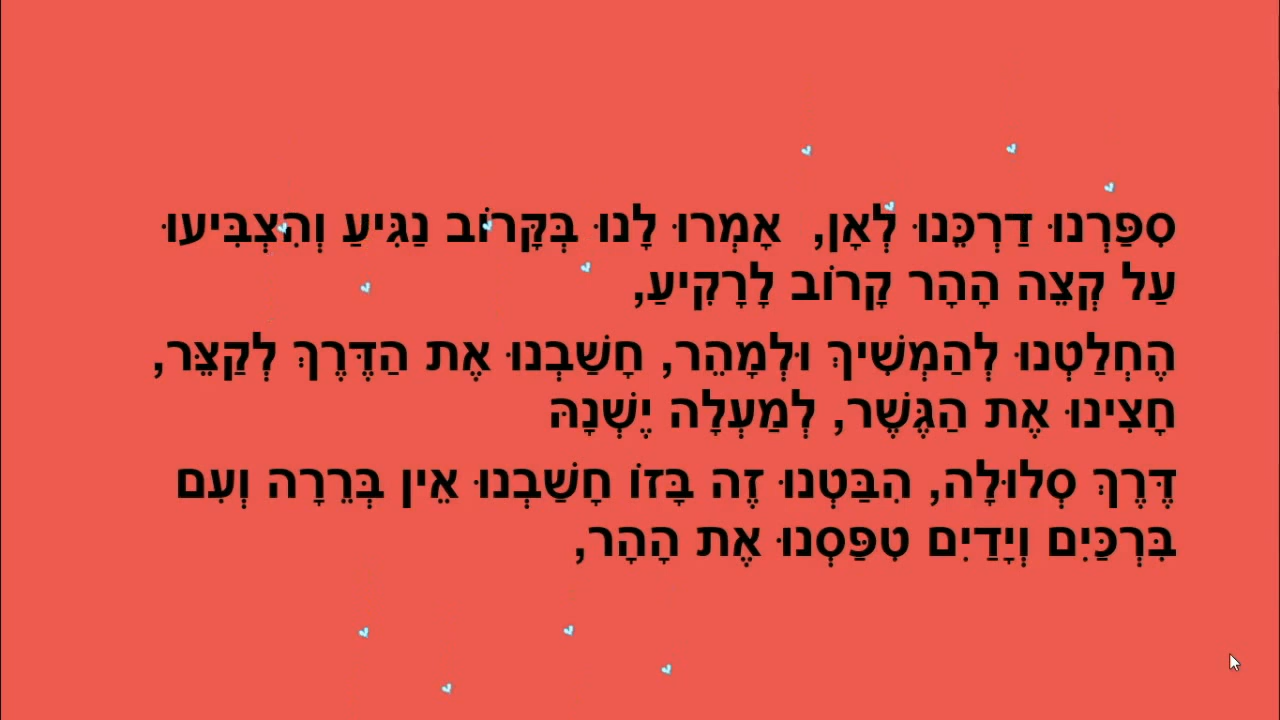 סִפַּרְנוּ דַרְכֵּנוּ לְאָן, אָמְרוּ לָנוּ בְּקָּרוֹב נַגִּיעַ וְהִצְבִּיעוּ
עַל קְצֵה הָהָר קָרוֹב לָרָקִיעַ,
הֶחְלַטְנוּ לְהַמְשִׁיךְ וּלְמָהֵר, חָשַׁבְנוּ אֶת הַדֶּרֶךְ לְקַצֵּר,
חָצִינוּ אֶת הַגֶּשֶׁר, לְמַעְלָה יֶשְׁנָהּ
דֶּרֶךְ סְלוּלָה, הִבַּטְנוּ זֶה בָּזוֹ חָשַׁבְנוּ אֵין בְּרֵרָה וְעִם
בִּרְכַּיִם וְיָדַיִם טִפַּסְנוּ אֶת הָהָר,